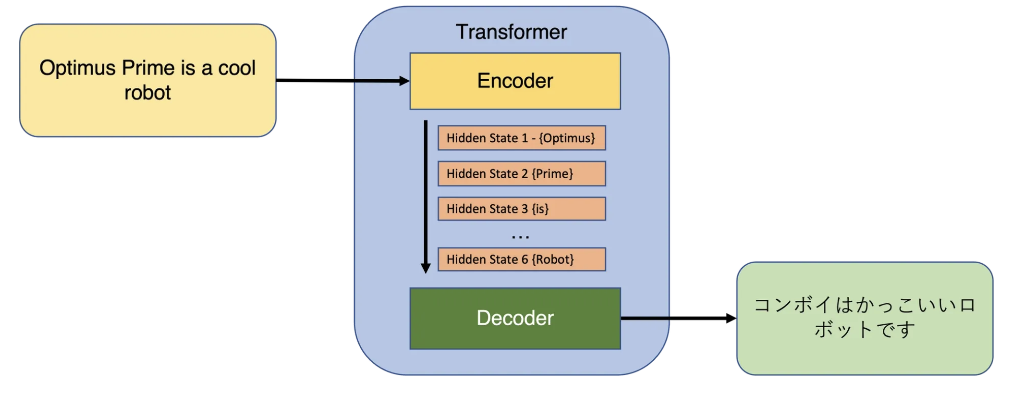 Transformer
Optimus Prime is a cool
robot
Encoder
Hidden State 1 - {Optimus}
Hidden State 2 {Prime}
Hidden State 3 {is}
...
Hidden State 6 {Robot}
Decoder
コンボイはかっこいいロ
ボットです